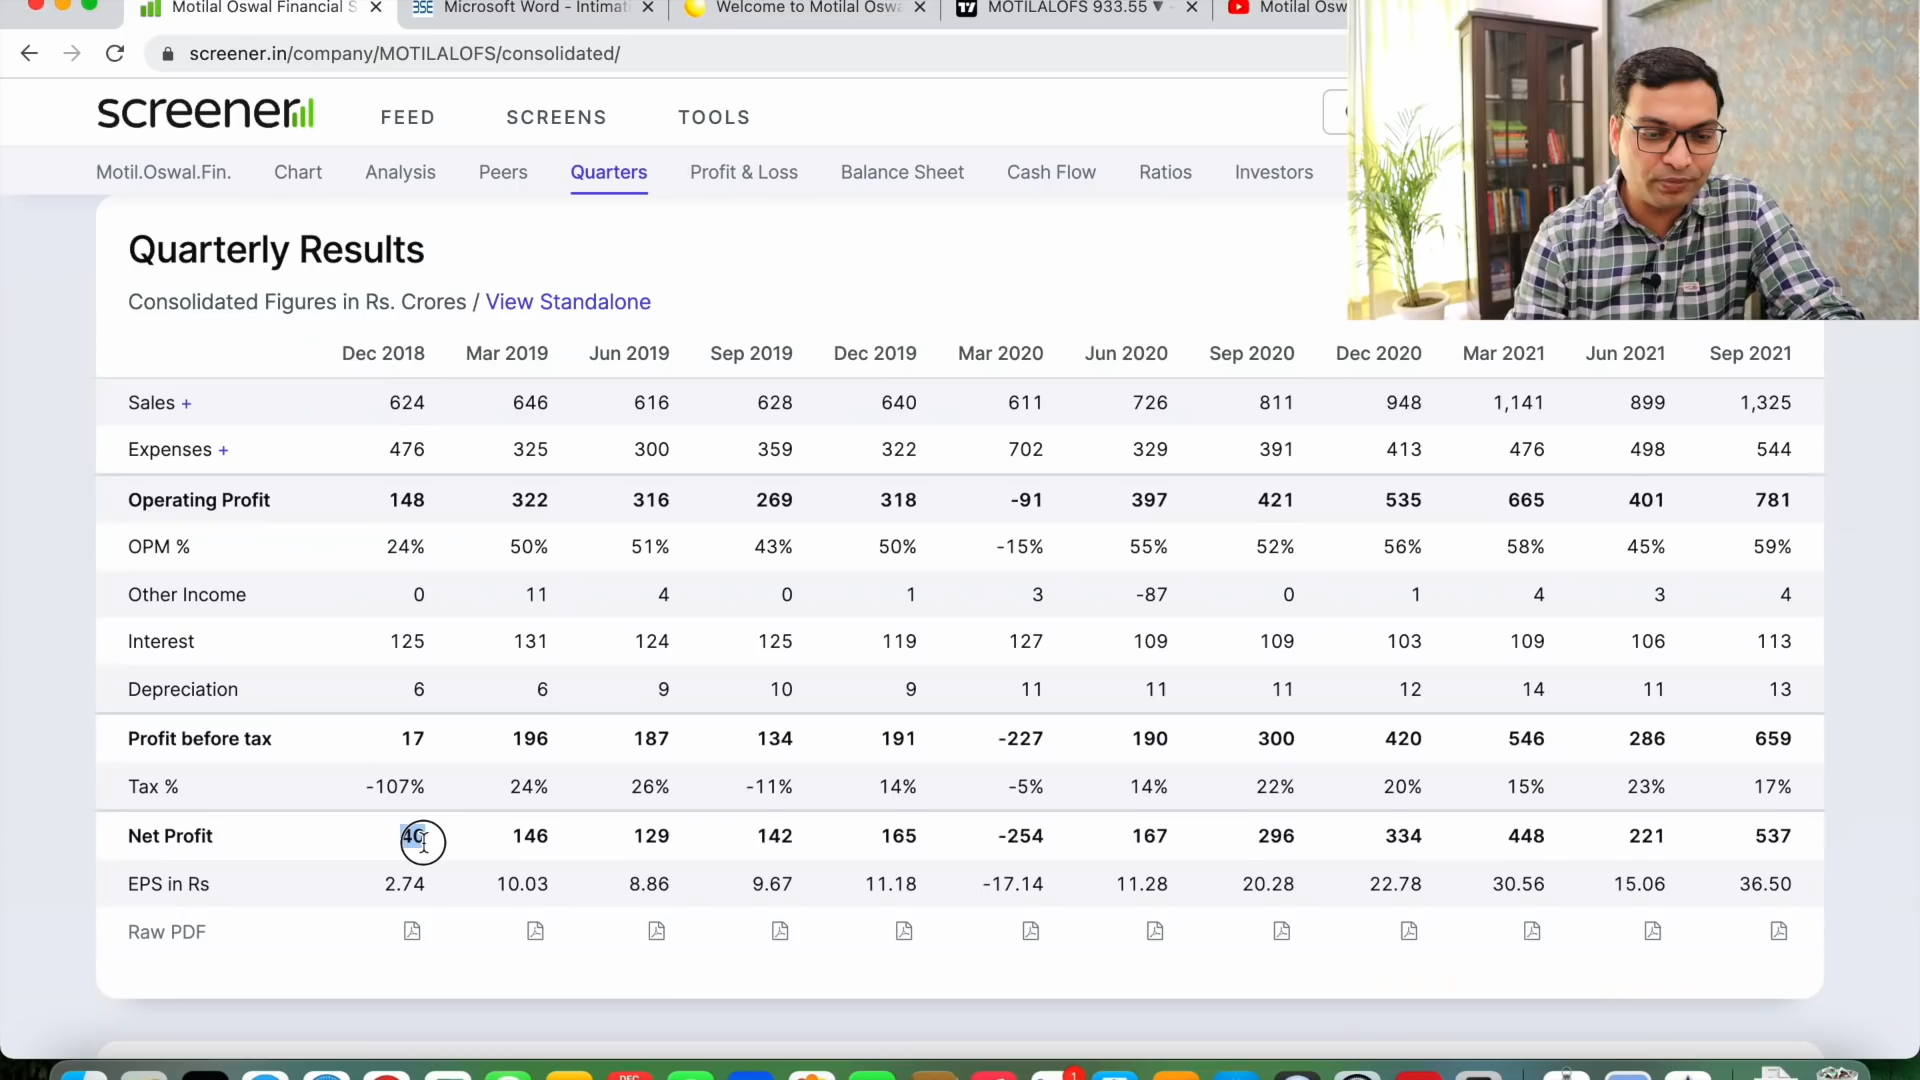 Motilal Oswal Financial S
BSE Microsoft Word - Intimati
Welcome to Motilal Oswa
MOTILALOFS 933.55 ▼
Motilal Osw
screener.in/company/MOTILALOFS/consolidated/
screener FEED SCREENS TOOLS
Motil.Oswal.Fin. Chart Analysis Peers Quarters Profit & Loss Balance Sheet Cash Flow Ratios Investors
Quarterly Results
Consolidated Figures in Rs. Crores / View Standalone
Dec 2018 Mar 2019 Jun 2019 Sep 2019 Dec 2019 Mar 2020 Jun 2020 Sep 2020 Dec 2020 Mar 2021 Jun 2021 Sep 2021
Sales + 624 646 616 628 640 611 726 811 948 1,141 899 1,325
Expenses + 476 325 300 359 322 702 329 391 413 476 498 544
Operating Profit 148 322 316 269 318 -91 397 421 535 665 401 781
OPM % 24% 50% 51% 43% 50% -15% 55% 52% 56% 58% 45% 59%
Other Income 0 11 4 0 1 3 -87 0 1 4 3 4
Interest 125 131 124 125 119 127 109 109 103 109 106 113
Depreciation 6 6 9 10 9 11 11 11 12 14 11 13
Profit before tax 17 196 187 134 191 -227 190 300 420 546 286 659
Tax % -107% 24% 26% -11% 14% -5% 14% 22% 20% 15% 23% 17%
Net Profit 40 146 129 142 165 -254 167 296 334 448 221 537
EPS in Rs 2.74 10.03 8.86 9.67 11.18 -17.14 11.28 20.28 22.78 30.56 15.06 36.50
Raw PDF
DEC
1